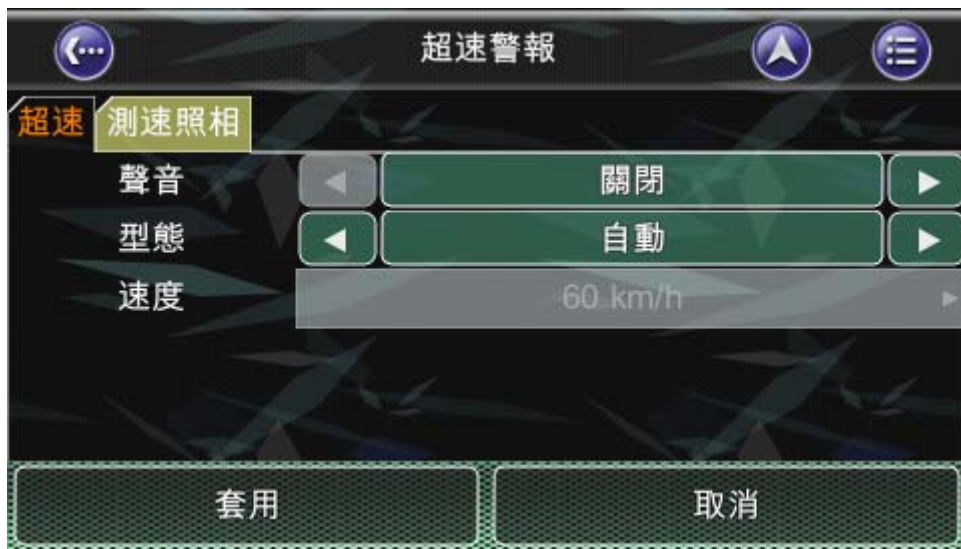 超速警報
超速 測速照相
聲音 關閉
型態 自動
速度 60 km/h
套用 取消